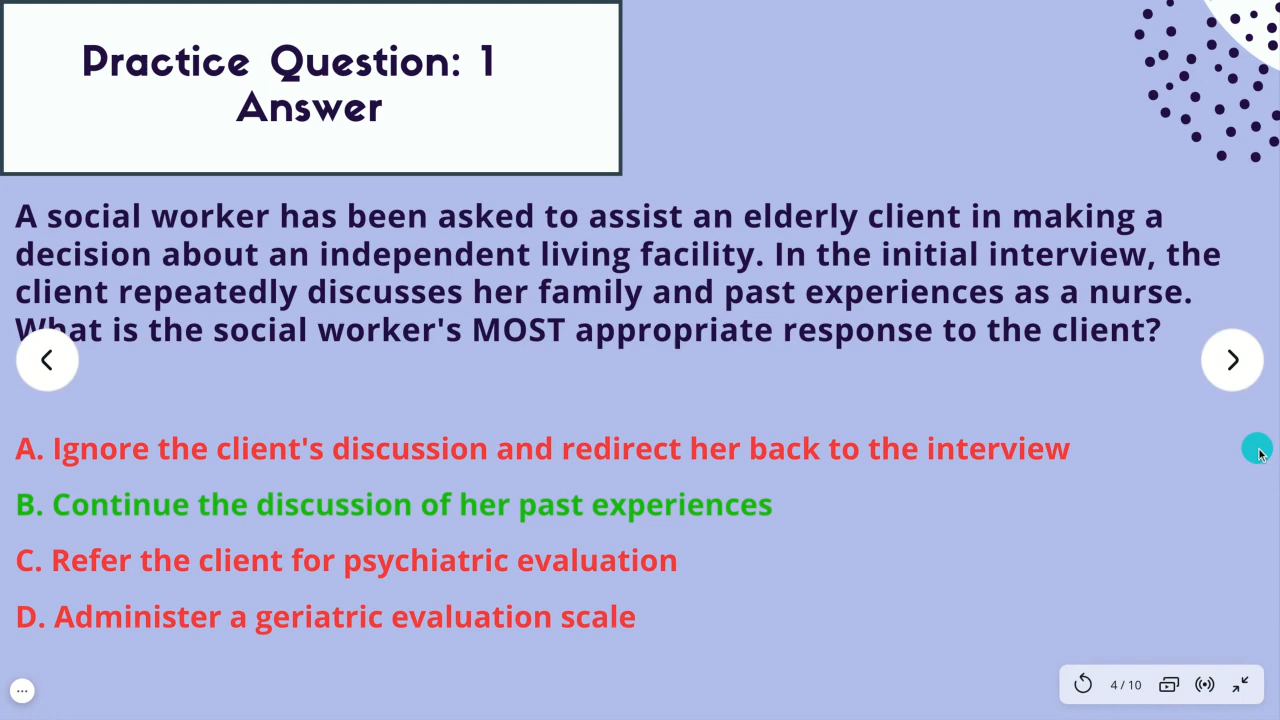 Practice Question: 1
Answer
A social worker has been asked to assist an elderly client in making a
decision about an independent living facility. In the initial interview, the
client repeatedly discusses her family and past experiences as a nurse.
What is the social worker's MOST appropriate response to the client?
A. Ignore the client's discussion and redirect her back to the interview
B. Continue the discussion of her past experiences
C. Refer the client for psychiatric evaluation
D. Administer a geriatric evaluation scale
4 / 10